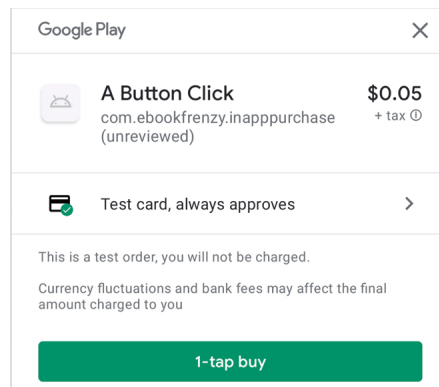 Google Play
A Button Click
$0.05
com.ebookfrenzy.inapppurchase
+ tax
(unreviewed)
Test card, always approves
This is a test order, you will not be charged.
Currency fluctuations and bank fees may affect the final
amount charged to you
1-tap buy